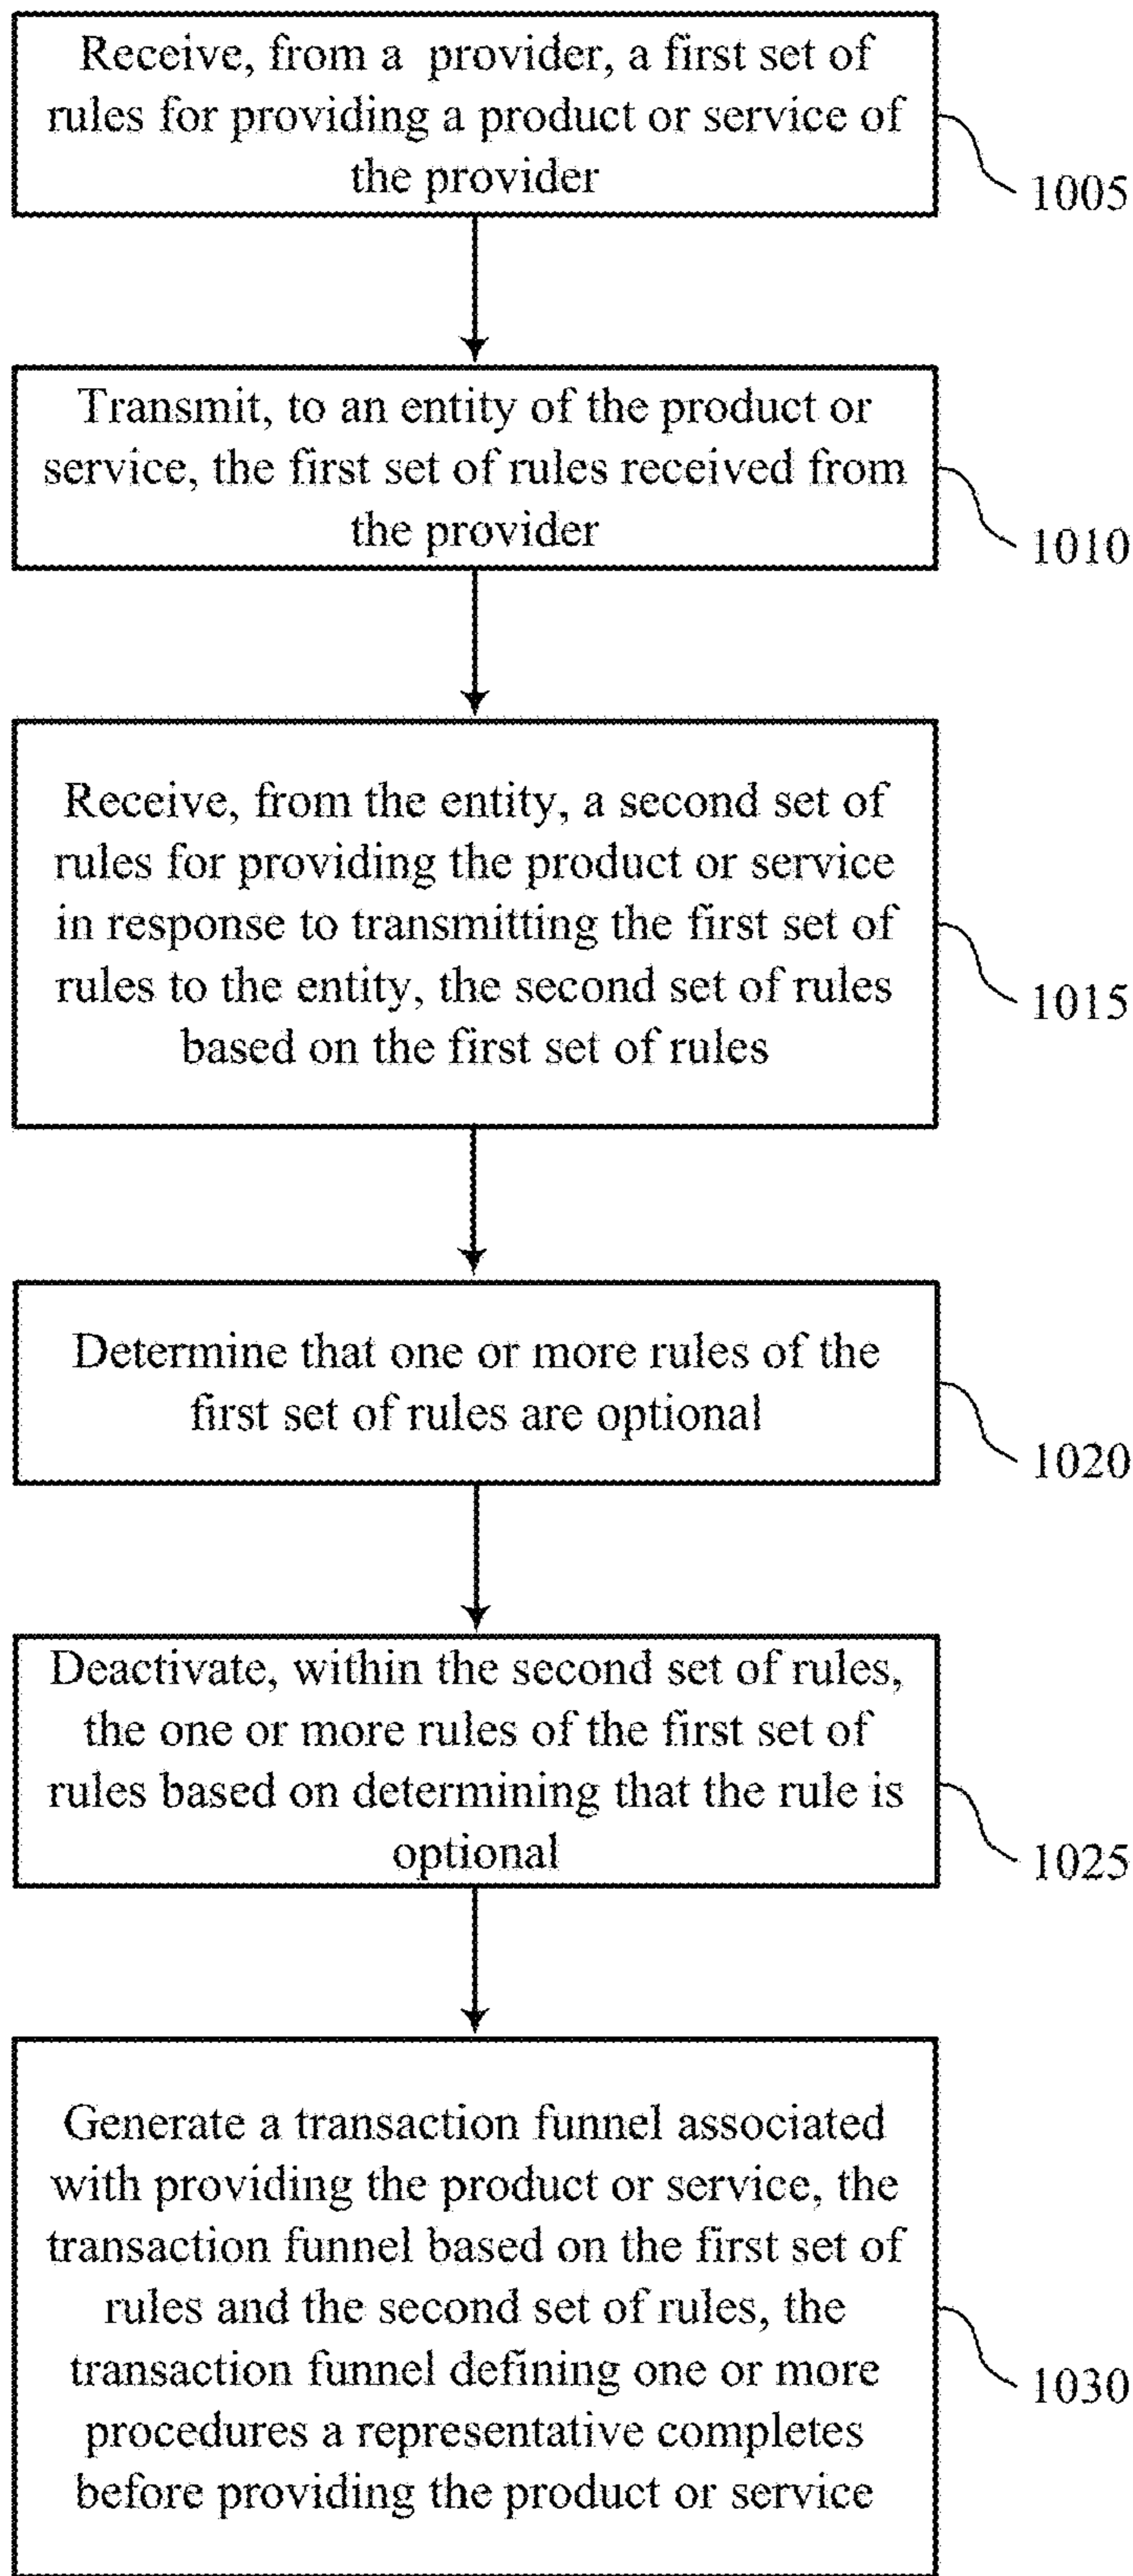 Receive, from a provider, a first set of
rules for providing a product or service of
the provider
1005
Transmit, to an entity of the product or
service, the first set of rules received from
the provider
1010
Receive, from the entity, a second set of
rules for providing the product or service
in response to transmitting the first set of
rules to the entity, the second set of rules
based on the first set of rules
1015
Determine that one or more rules of the
first set of rules are optional
1020
Deactivate, within the second set of rules,
the one or more rules of the first set of
rules based on determining that the rule is
optional
1025
Generate a transaction funnel associated
with providing the product or service, the
transaction funnel based on the first set of
rules and the second set of rules, the
transaction funnel defining one or more
procedures a representative completes
before providing the product or service
1030